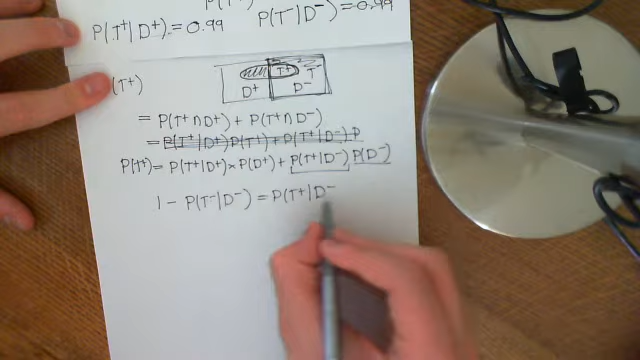 P(T⁺|D⁺) = 0.99 P(T⁻|D⁻) = 0.99
(T⁺)
T⁺ T⁻
D⁺ D⁻
= P(T⁺∩D⁺) + P(T⁺∩D⁻)
= P(T⁺|D⁺)P(T⁺) + P(T⁺|D⁻) P
P(T⁺) = P(T⁺|D⁺) × P(D⁺) + P(T⁺|D⁻) P(D⁻)
1 - P(T⁻|D⁻) = P(T⁺|D⁻